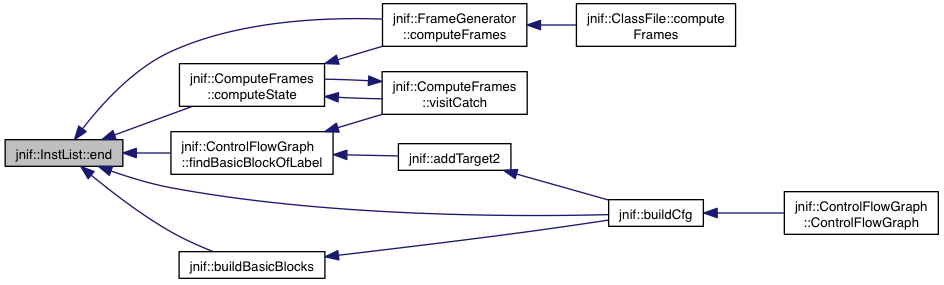 jnif::FrameGenerator
::computeFrames
jnif::ClassFile::compute
Frames
jnif::ComputeFrames
::computeState
jnif::ComputeFrames
::visitCatch
jnif::InstList::end
jnif::ControlFlowGraph
::findBasicBlockOfLabel
jnif::addTarget2
jnif::buildCfg
jnif::ControlFlowGraph
::ControlFlowGraph
jnif::buildBasicBlocks